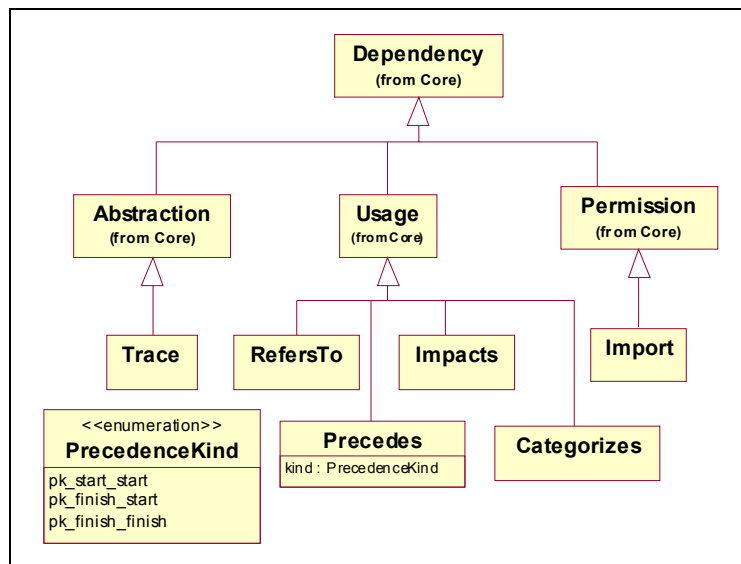 Dependency
(from Core)
Abstraction
(from Core)
Usage
(from Core)
Permission
(from Core)
Trace
RefersTo
Impacts
Import
<<enumeration>>
PrecedenceKind
pk_start_start
pk_finish_start
pk_finish_finish
Precedes
kind : PrecedenceKind
Categorizes